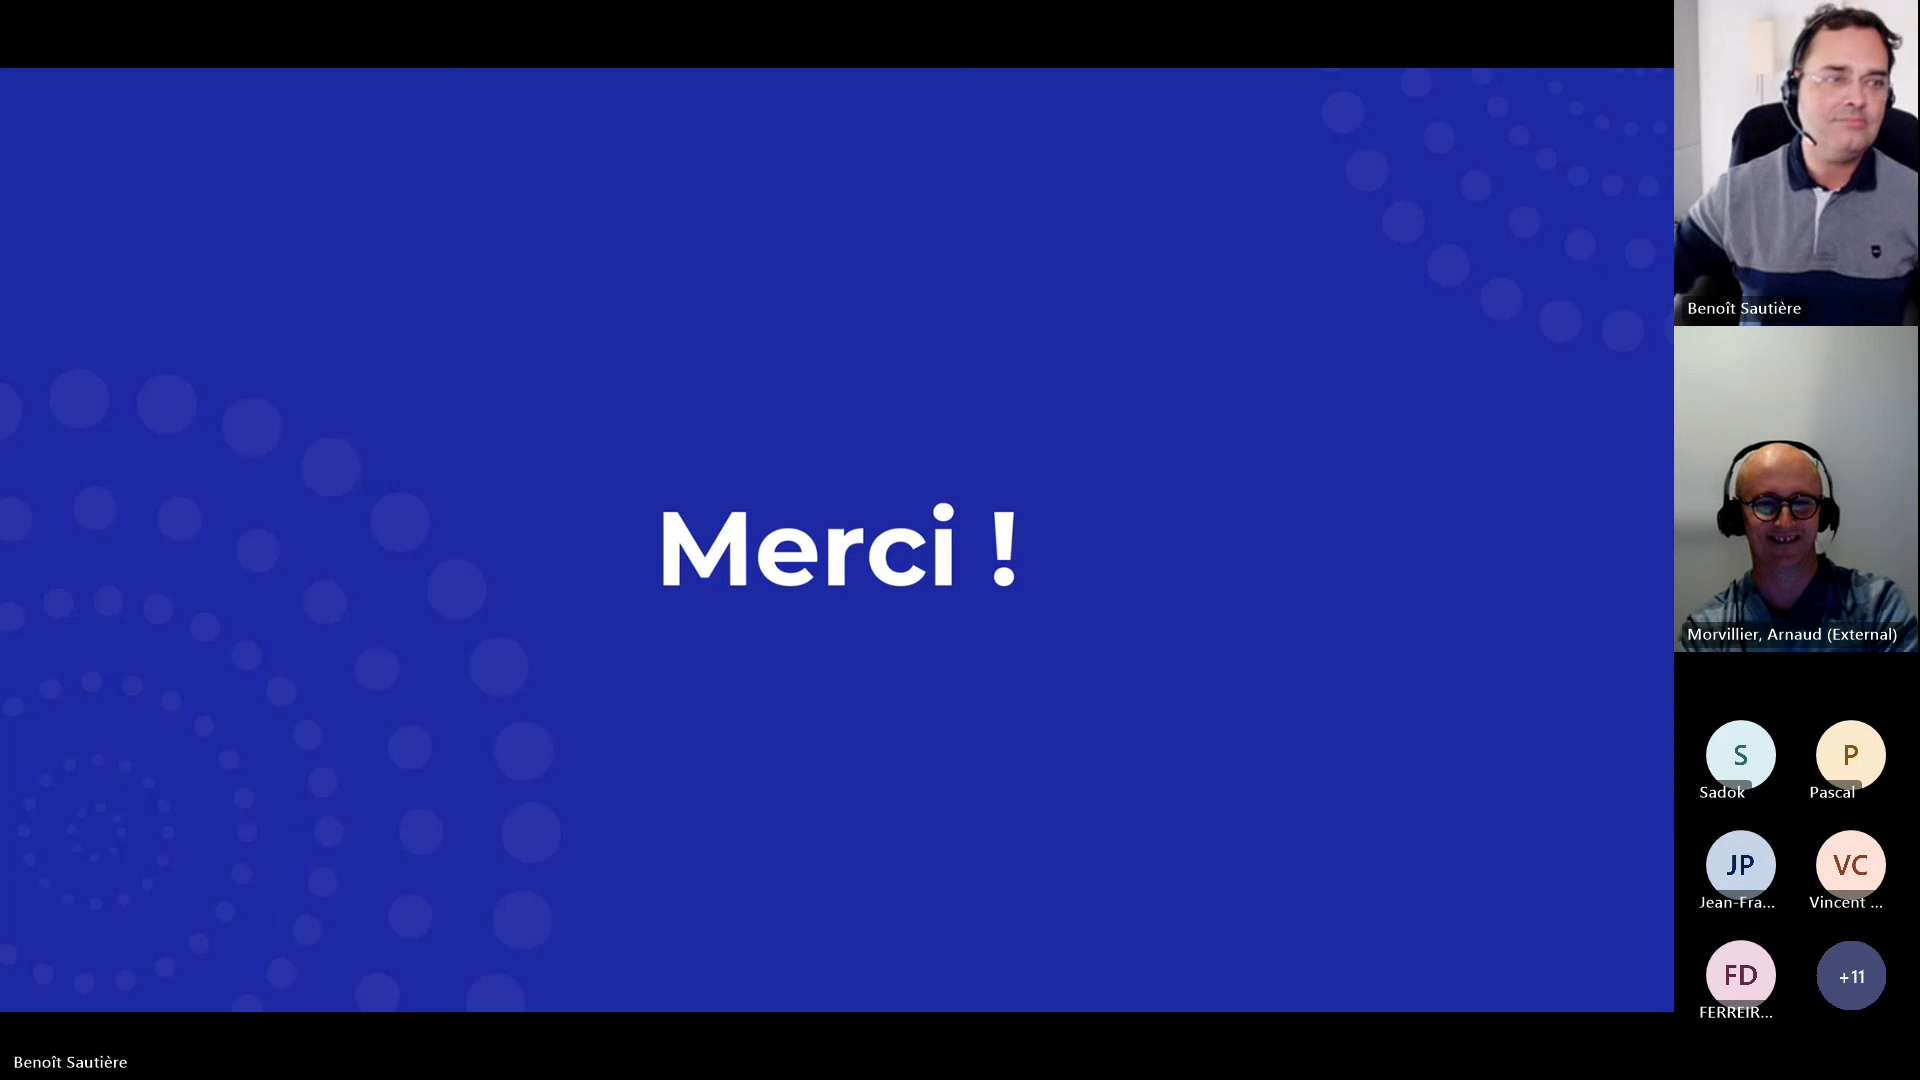 Merci !
Benoît Sautière
Morvillier, Arnaud (External)
S
P
Sadok
Pascal
JP
VC
Jean-Fra...
Vincent ...
FD
+11
FERREIR...
Benoît Sautière